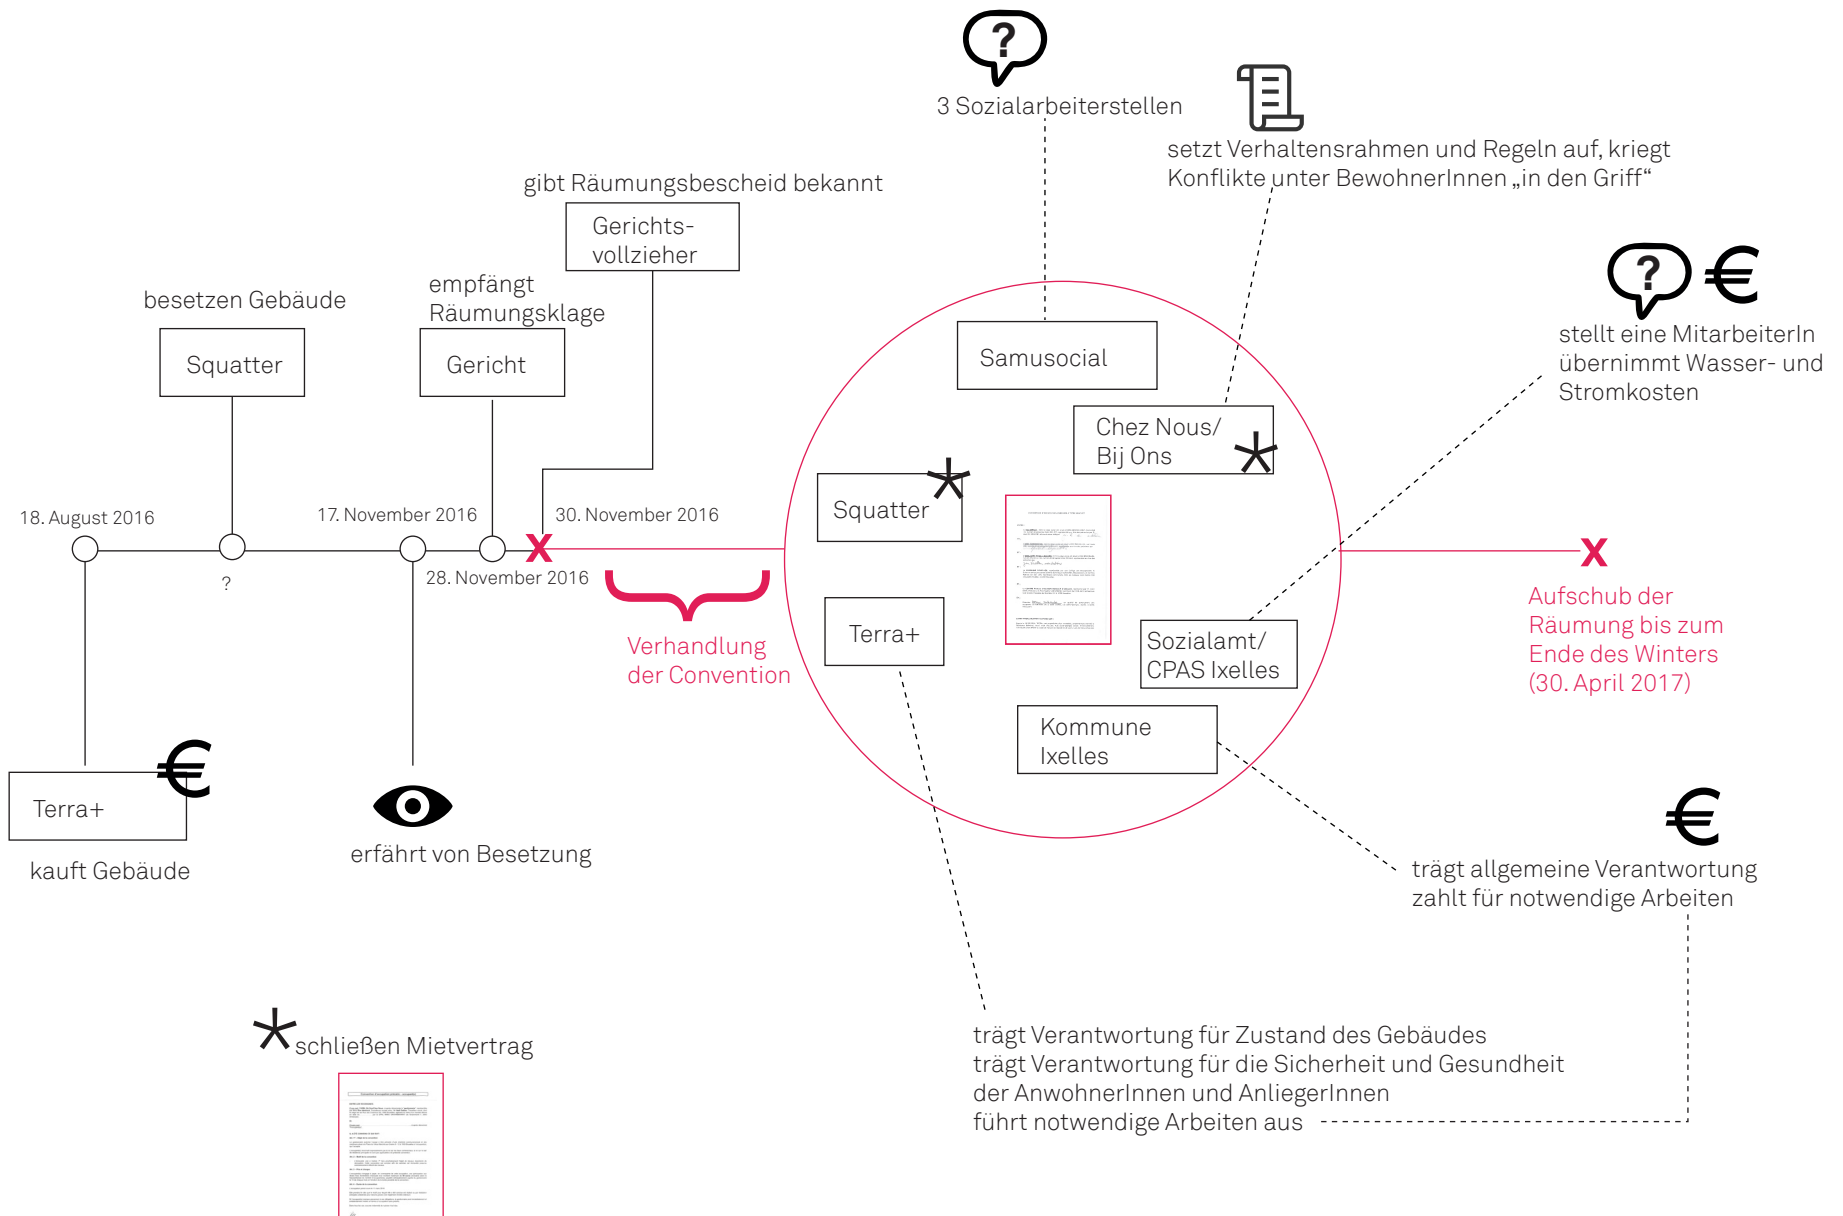 ?
3 Sozialarbeiterstellen
setzt Verhaltensrahmen und Regeln auf, kriegt
Konflikte unter BewohnerInnen „in den Griff“
gibt Räumungsbescheid bekannt
Gerichts-
vollzieher
besetzen Gebäude
Squatter
empfängt
Räumungsklage
Gericht
? €
stellt eine MitarbeiterIn
übernimmt Wasser- und
Stromkosten
Samusocial
Chez Nous/
Bij Ons
Squatter
Terra+
Sozialamt/
CPAS Ixelles
Kommune
Ixelles
18. August 2016
?
17. November 2016
28. November 2016
30. November 2016
X
Verhandlung
der Convention
X
Aufschub der
Räumung bis zum
Ende des Winters
(30. April 2017)
€
Terra+
kauft Gebäude
erfährt von Besetzung
€
trägt allgemeine Verantwortung
zahlt für notwendige Arbeiten
trägt Verantwortung für Zustand des Gebäudes
trägt Verantwortung für die Sicherheit und Gesundheit
der AnwohnerInnen und AnliegerInnen
führt notwendige Arbeiten aus
schließen Mietvertrag